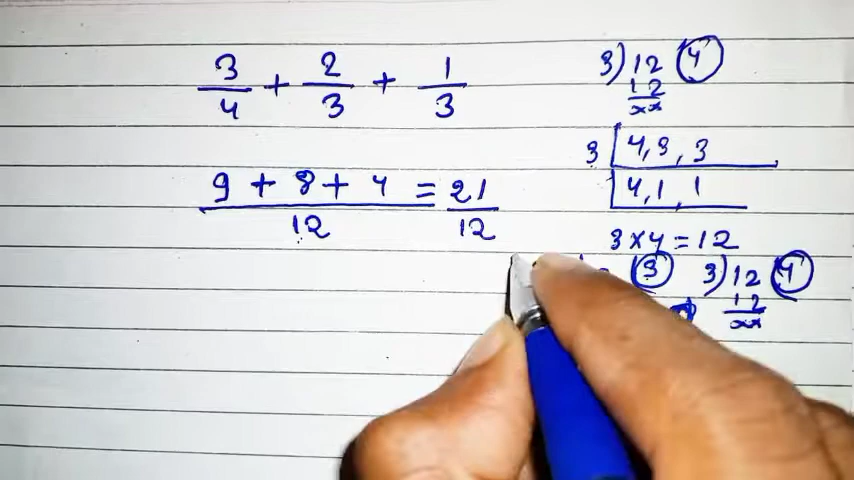 3/4 + 2/3 + 1/3
9 + 8 + 4 / 12 = 21/12
3)12 (4
12
xx
3 | 4, 3, 3
4, 1, 1
3 x 4 = 12
3
3)12 (4
12
xx